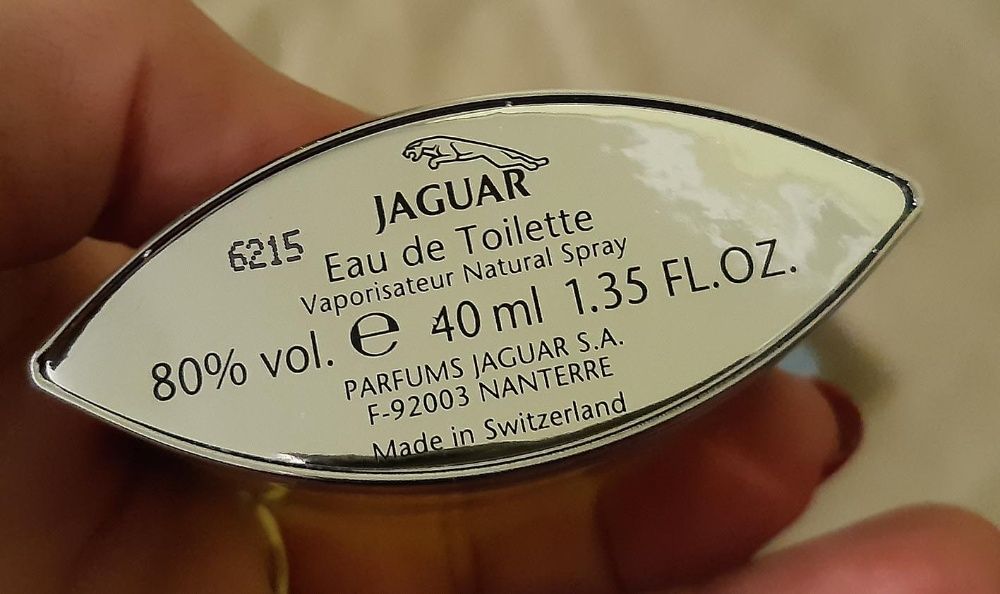 JAGUAR
6215
Eau de Toilette
Vaporisateur Natural Spray
80% vol. e 40 ml 1.35 FL.OZ.
PARFUMS JAGUAR S.A.
F-92003 NANTERRE
Made in Switzerland